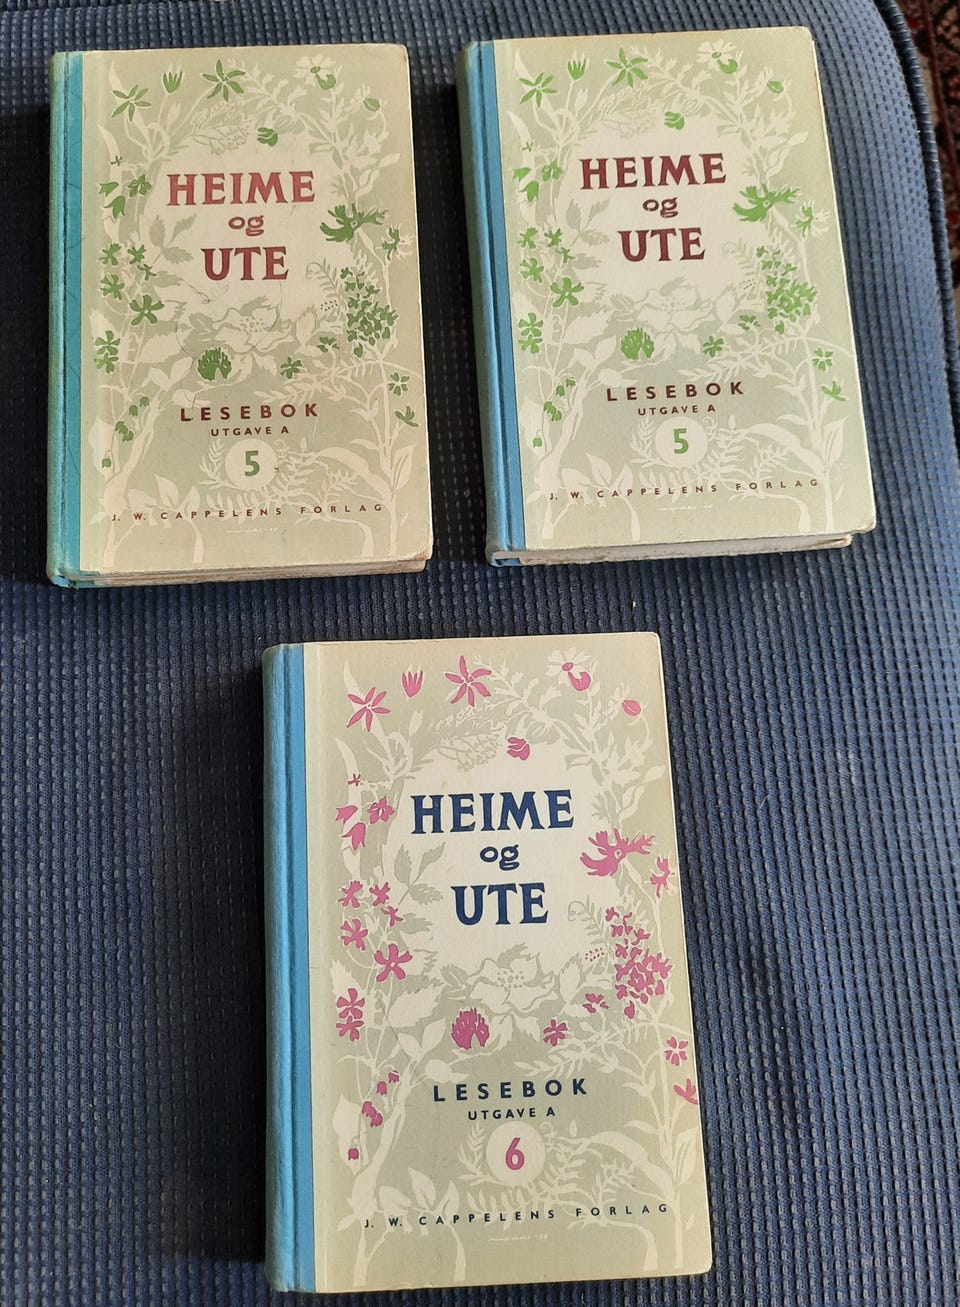 HEIME
og
UTE
LESEBOK
UTGAVE A
5
J. W. CAPPELENS FORLAG
HEIME
og
UTE
LESEBOK
UTGAVE A
5
J. W. CAPPELENS FORLAG
HEIME
og
UTE
LESEBOK
UTGAVE A
6
J. W. CAPPELENS FORLAG